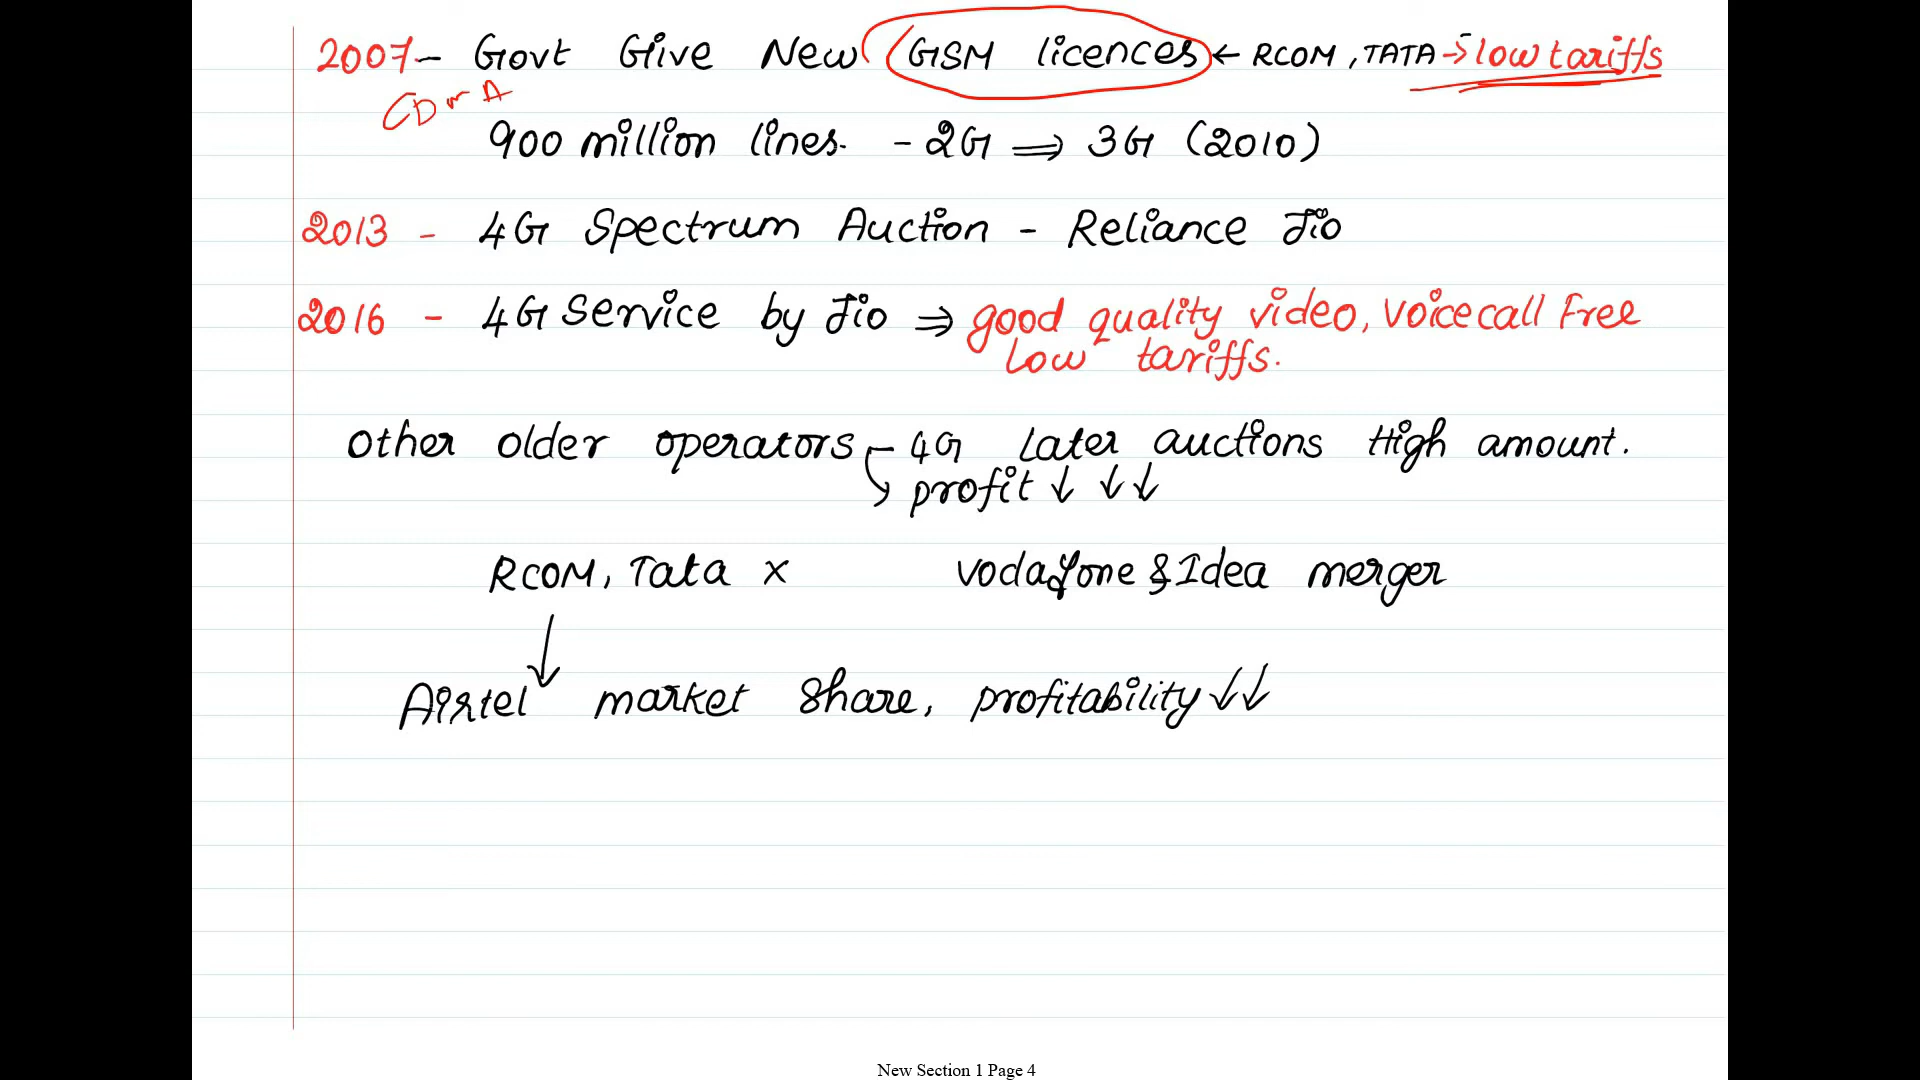 2007 - Govt Give New GSM licences ← RCOM, TATA → low tariffs
CDMA
900 million lines. - 2G ⇒ 3G (2010)
2013 - 4G Spectrum Auction - Reliance Jio
2016 - 4G Service by Jio ⇒ good quality video, voice call Free
low tariffs.
Other older operators - 4G Later auctions High amount.
profit ↓ ↓↓
RCOM, Tata x Vodafone & Idea merger
↓
Airtel market share, profitability ↓↓
New Section 1 Page 4